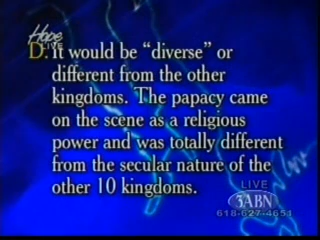 Hope
LIVE
D. It would be “diverse” or
different from the other
kingdoms. The papacy came
on the scene as a religious
power and was totally different
from the secular nature of the
other 10 kingdoms.
LIVE
3ABN
618-627-4651